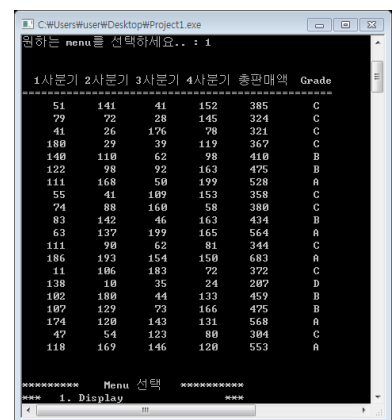 C:\Users\user\Desktop\Project1.exe
원하는 menu를 선택하세요.. : 1
1사분기 2사분기 3사분기 4사분기 총판매액 Grade
==================================================
51 141 41 152 385 C
79 72 28 145 324 C
41 26 176 78 321 C
180 29 39 119 367 C
140 110 62 98 410 B
122 98 92 163 475 B
111 168 50 199 528 A
55 41 109 153 358 C
74 88 160 58 380 C
83 142 46 163 434 B
63 137 199 165 564 A
111 90 62 81 344 C
186 193 154 150 683 A
11 106 183 72 372 C
138 10 35 24 207 D
102 180 44 133 459 B
107 129 73 166 475 B
174 120 143 131 568 A
47 54 123 80 304 C
118 169 146 120 553 A
********* Menu 선택 **********
*** 1. Display ***